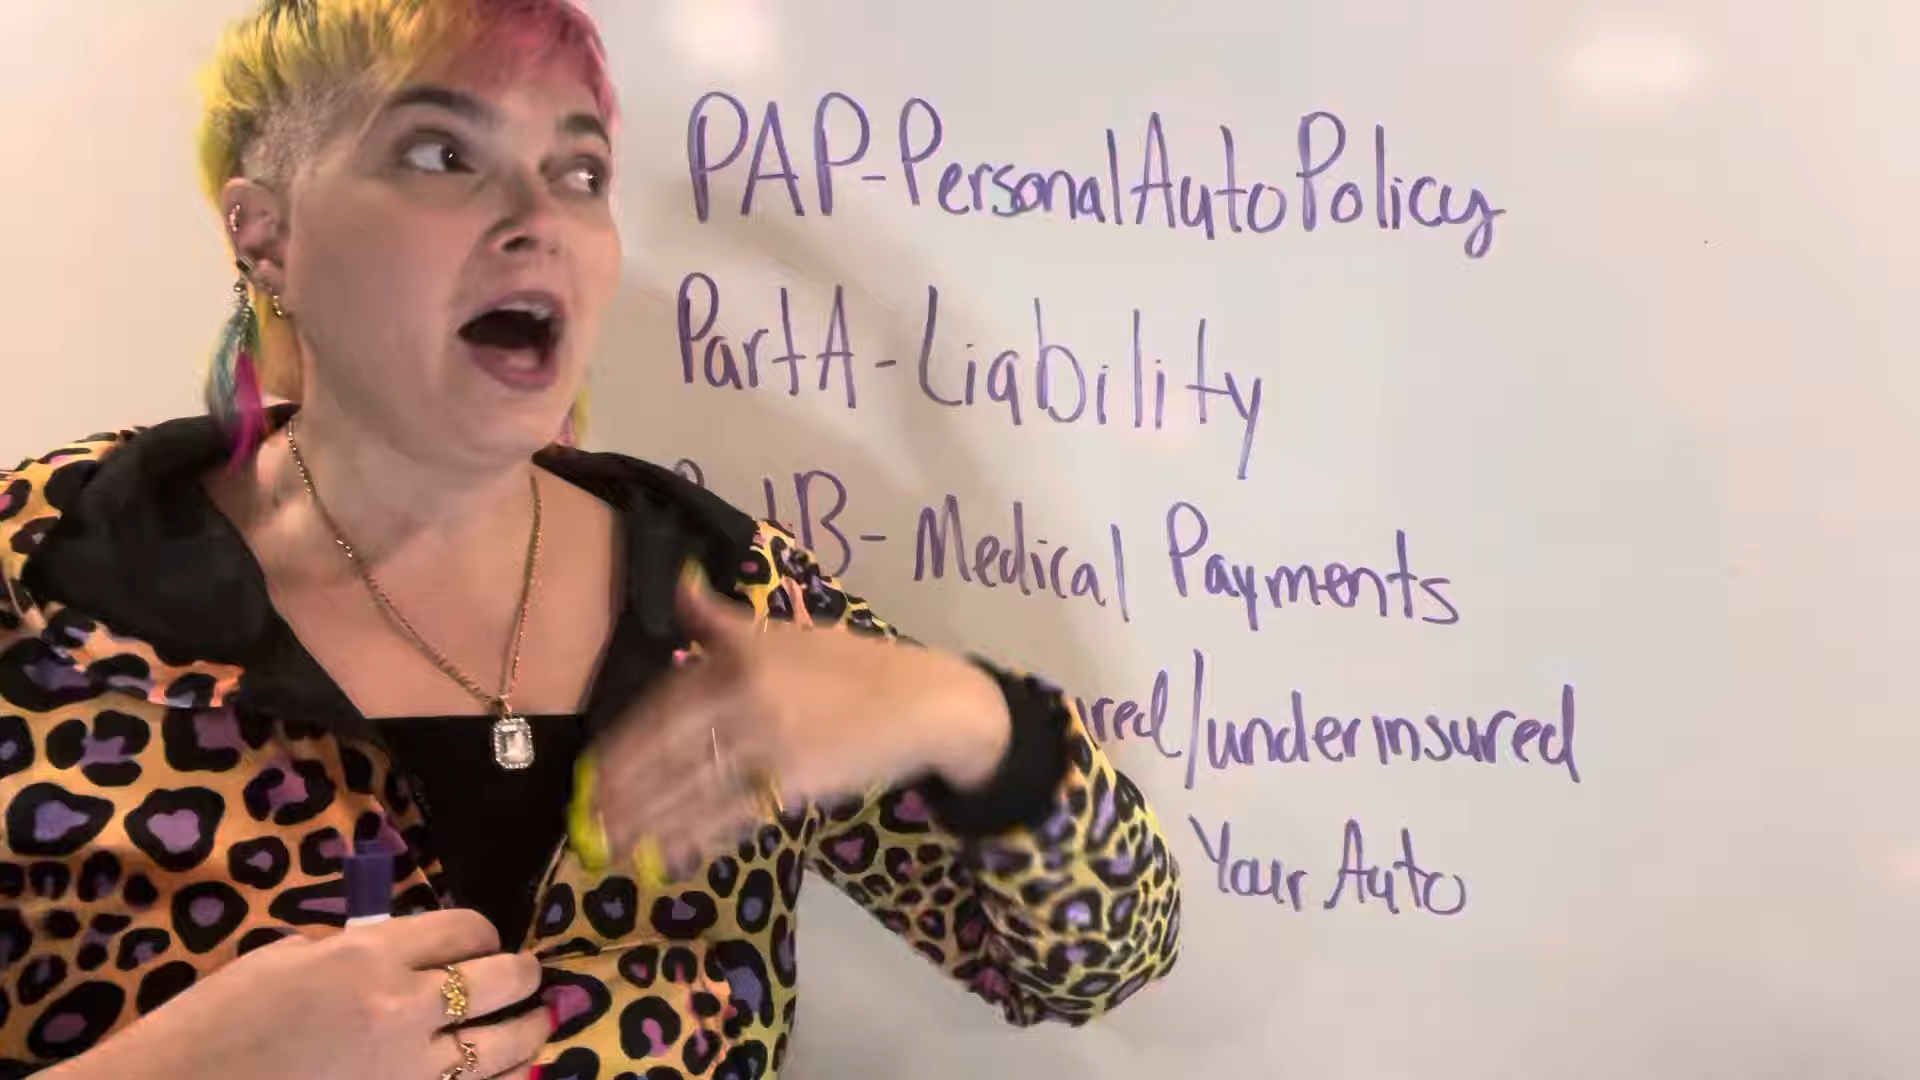 PAP-Personal Auto Policy
Part A - Liability
B - Medical Payments
/underinsured
Your Auto